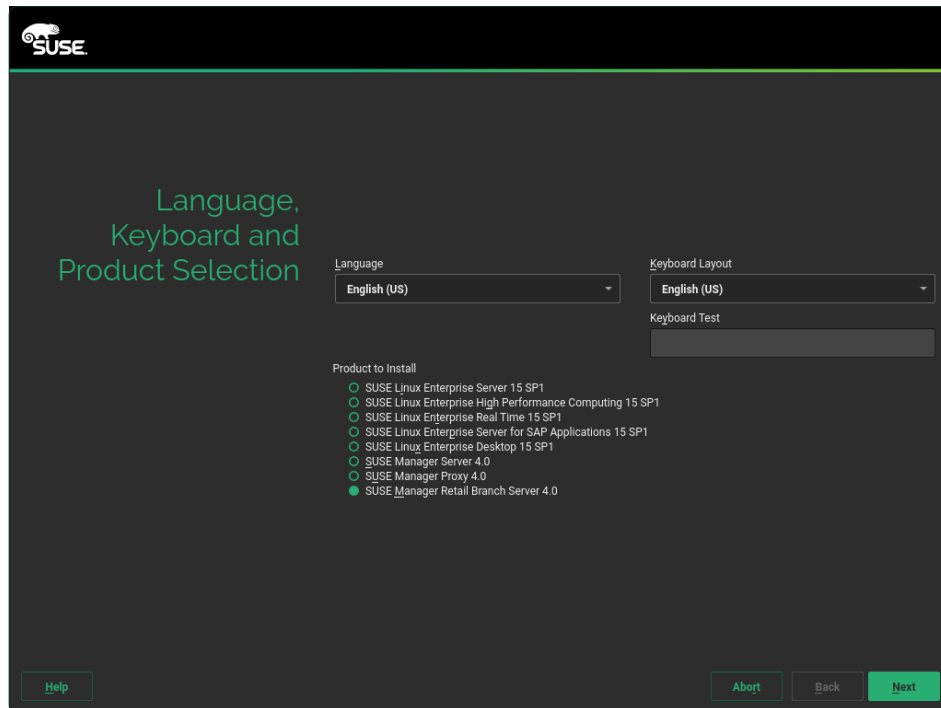 SUSE.
Language,
Keyboard and
Product Selection
Language
Keyboard Layout
English (US)
English (US)
Keyboard Test
Product to Install
SUSE Linux Enterprise Server 15 SP1
SUSE Linux Enterprise High Performance Computing 15 SP1
SUSE Linux Enterprise Real Time 15 SP1
SUSE Linux Enterprise Server for SAP Applications 15 SP1
SUSE Linux Enterprise Desktop 15 SP1
SUSE Manager Server 4.0
SUSE Manager Proxy 4.0
SUSE Manager Retail Branch Server 4.0
Help
Abort
Back
Next